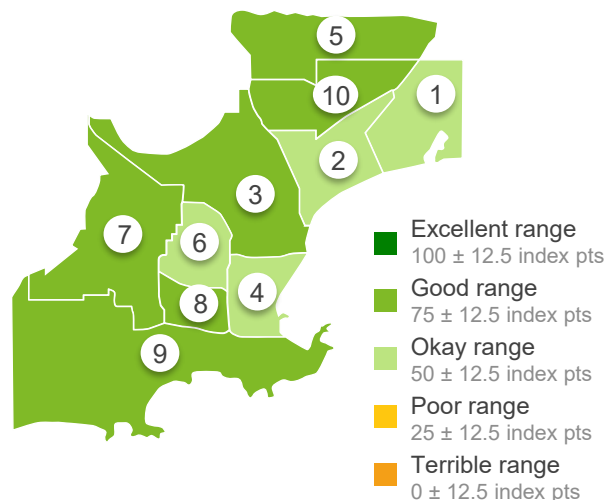 5
10
1
2
3
7
6
4
8
9
Excellent range
100 ± 12.5 index pts
Good range
75 ± 12.5 index pts
Okay range
50 ± 12.5 index pts
Poor range
25 ± 12.5 index pts
Terrible range
0 ± 12.5 index pts